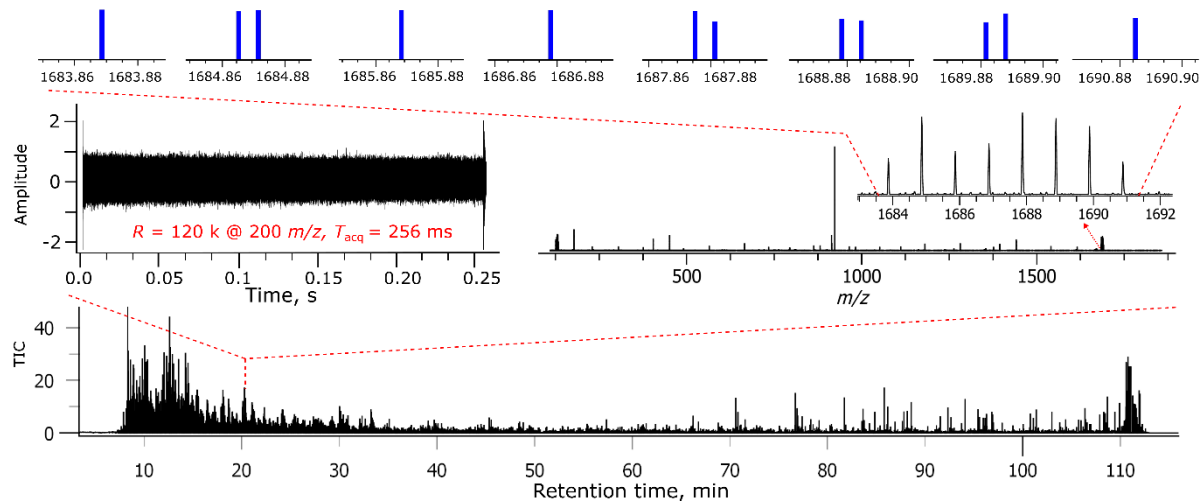 1683.86 1683.88 1684.86 1684.88 1685.86 1685.88 1686.86 1686.88 1687.86 1687.88 1688.88 1688.90 1689.88 1689.90 1690.88 1690.90
2
0
-2
Amplitude
R = 120 k @ 200 m/z, Tacq = 256 ms
0.0 0.05 0.1 0.15 0.20 0.25
Time, s
1684 1686 1688 1690 1692
500 1000 1500
m/z
40
20
0
TIC
10 20 30 40 50 60 70 80 90 100 110
Retention time, min